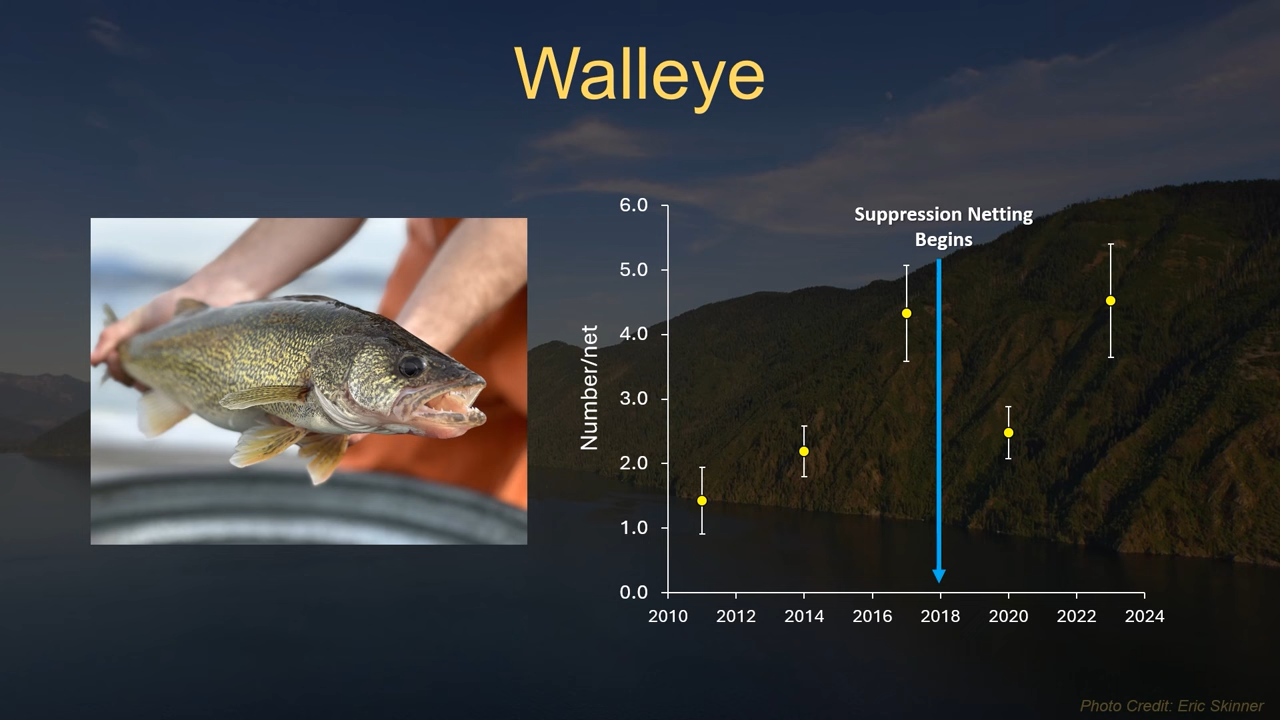 Walleye
6.0
5.0
4.0
3.0
2.0
1.0
0.0
Number/net
Suppression Netting
Begins
2010 2012 2014 2016 2018 2020 2022 2024
Photo Credit: Eric Skinner